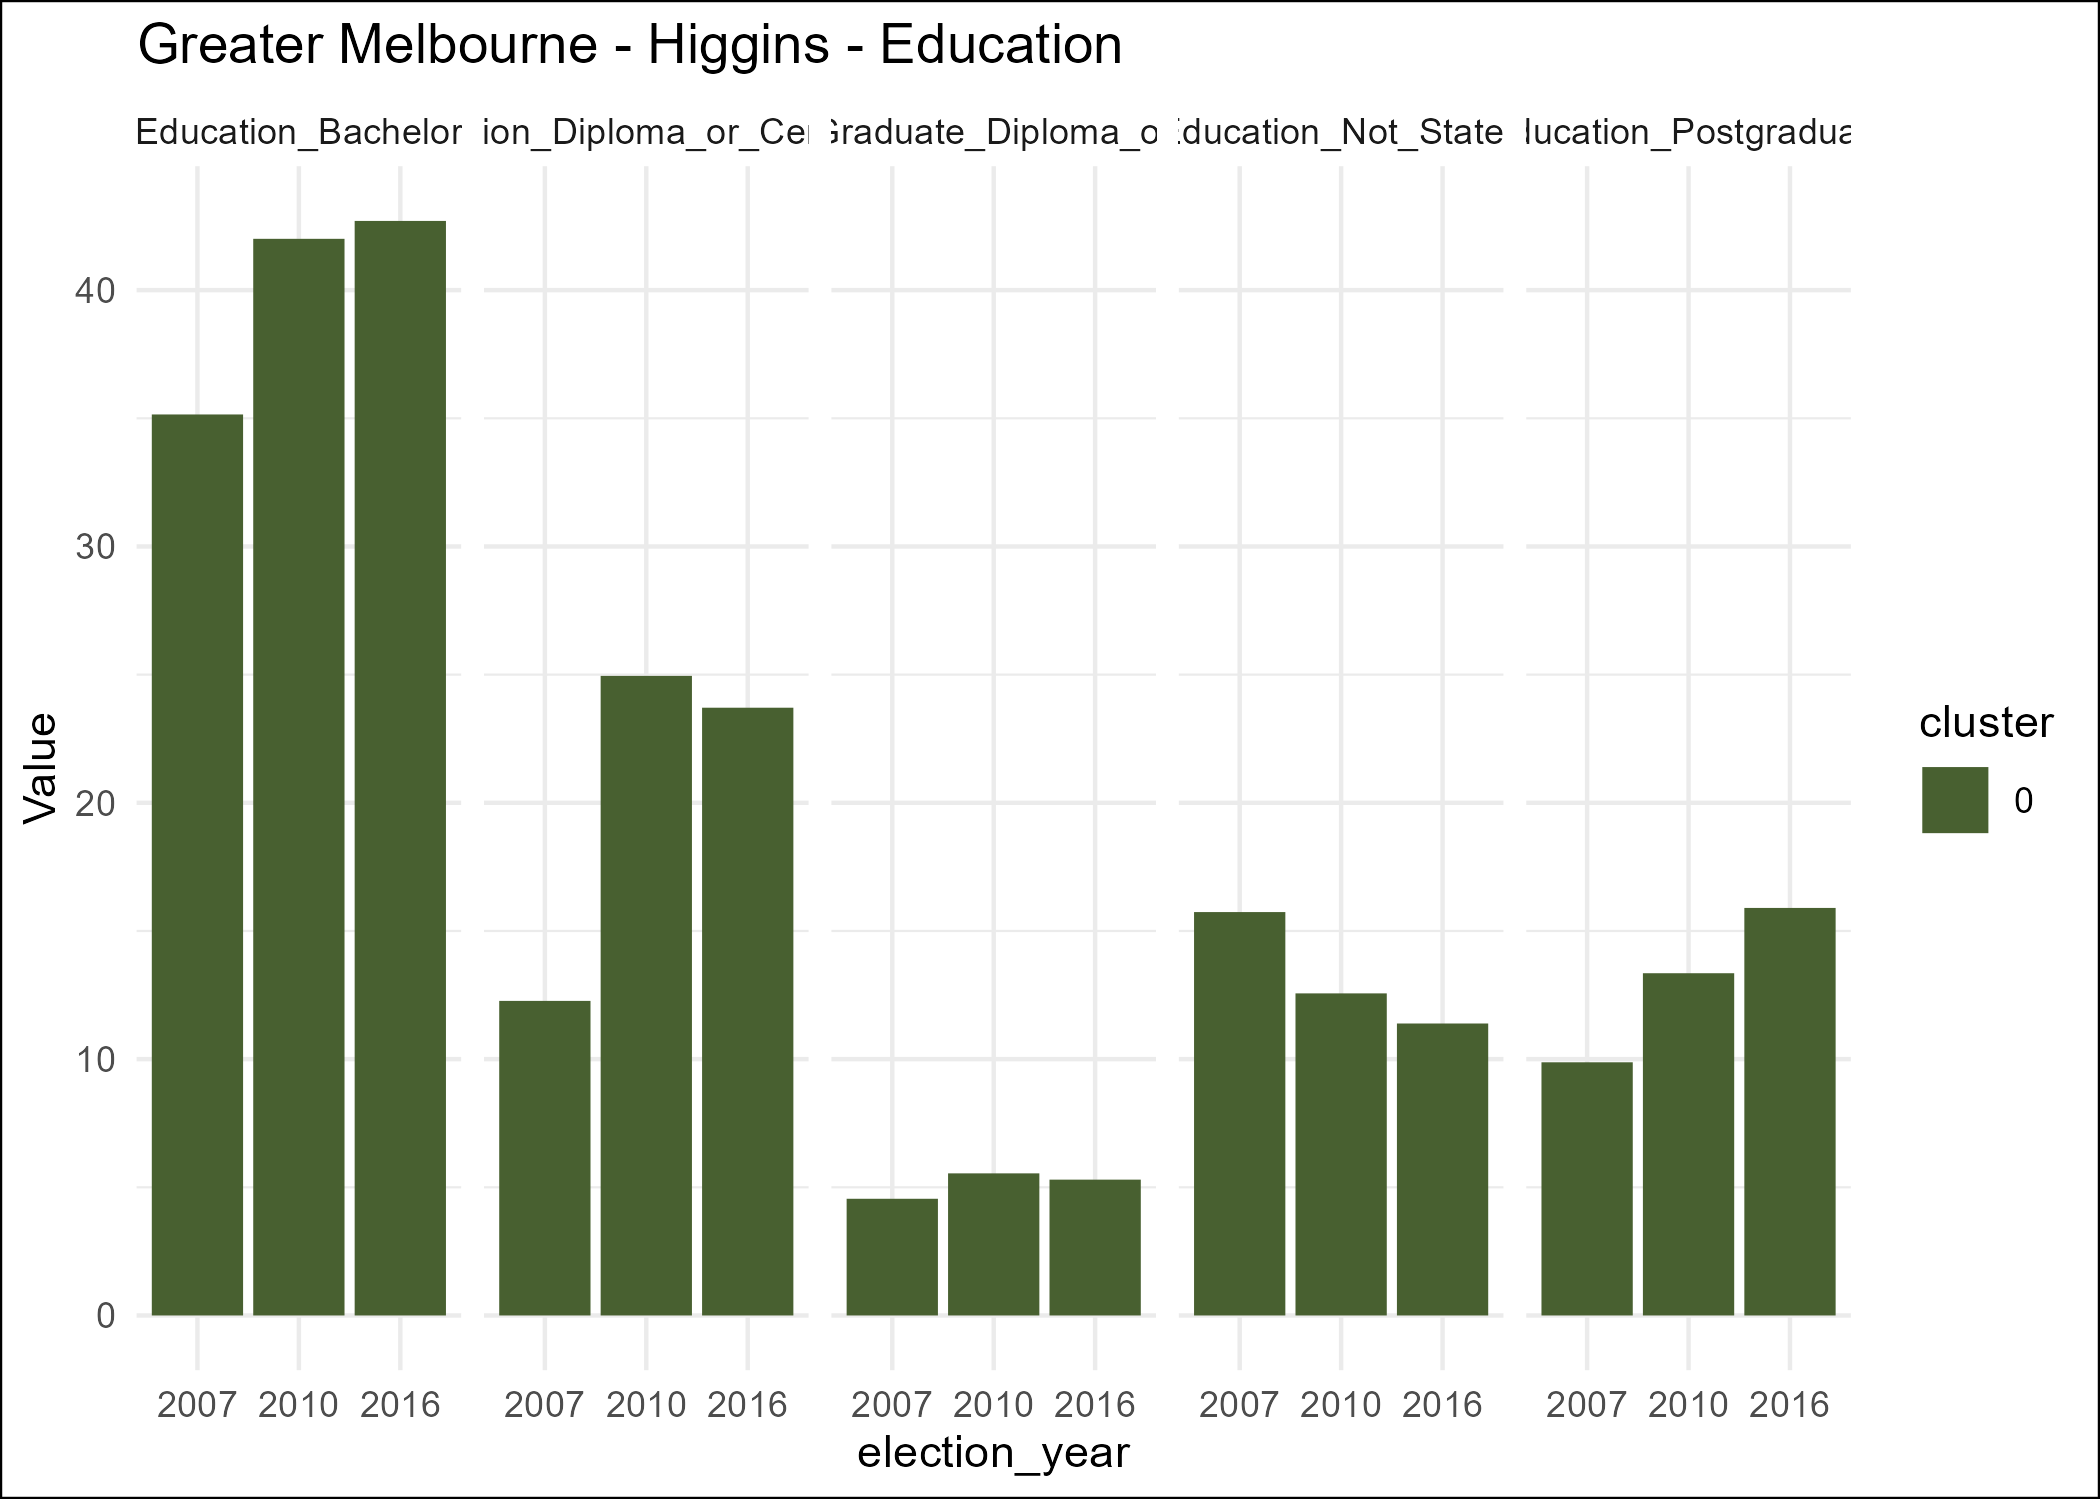 Greater Melbourne - Higgins - Education
Education_Bachelor
ion_Diploma_or_Cer
Graduate_Diploma_o
Education_Not_State
ducation_Postgradua
40
30
20
10
0
Value
2007 2010 2016 2007 2010 2016 2007 2010 2016 2007 2010 2016 2007 2010 2016
election_year
cluster
0